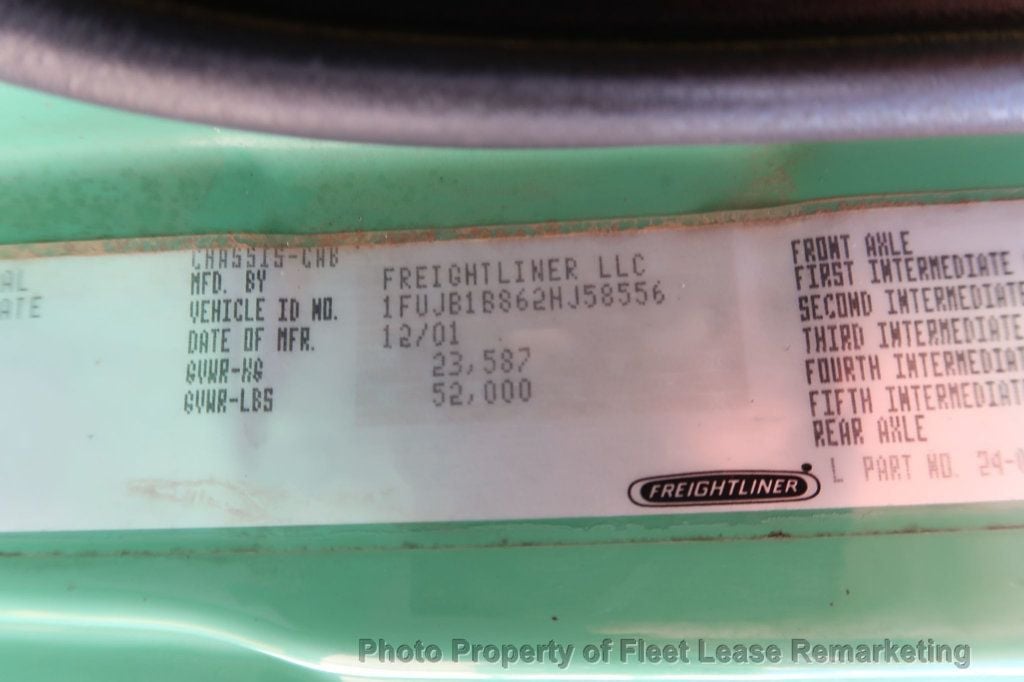 CHASSIS-CAB
MFD. BY FREIGHTLINER LLC
VEHICLE ID NO. 1FUJB1B862HJ58556
DATE OF MFR. 12/01
GVWR-KG 23,587
GVWR-LBS 52,000
FRONT AXLE
FIRST INTERMEDIATE
SECOND INTERMEDIATE
THIRD INTERMEDIATE
FOURTH INTERMEDIATE
FIFTH INTERMEDIAT
REAR AXLE
L PART NO. 24-
FREIGHTLINER
Photo Property of Fleet Lease Remarketing